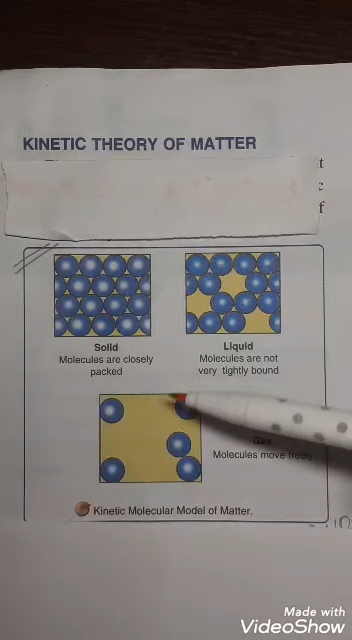 KINETIC THEORY OF MATTER
t
c
f
Solid
Molecules are closely
packed
Liquid
Molecules are not
very tightly bound
Gas
Molecules move freely
Kinetic Molecular Model of Matter.
Made with
VideoShow